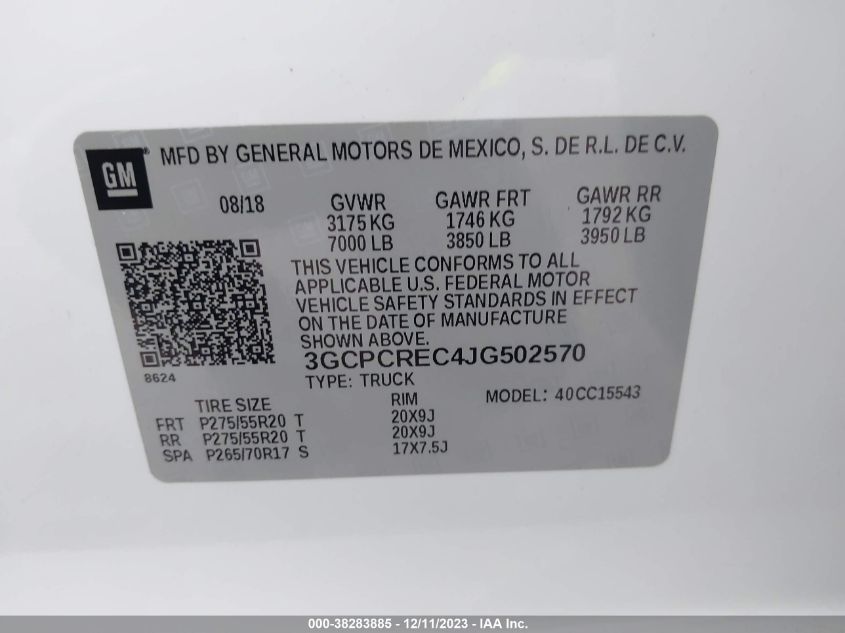 GM
MFD BY GENERAL MOTORS DE MEXICO, S. DE R.L. DE C.V.
08/18 GVWR GAWR FRT GAWR RR
3175 KG 1746 KG 1792 KG
7000 LB 3850 LB 3950 LB
THIS VEHICLE CONFORMS TO ALL
APPLICABLE U.S. FEDERAL MOTOR
VEHICLE SAFETY STANDARDS IN EFFECT
ON THE DATE OF MANUFACTURE
SHOWN ABOVE.
3GCPCREC4JG502570
8624 TYPE: TRUCK MODEL: 40CC15543
TIRE SIZE RIM
FRT P275/55R20 T 20X9J
RR P275/55R20 T 20X9J
SPA P265/70R17 S 17X7.5J
000-38283885 - 12/11/2023 - IAA Inc.